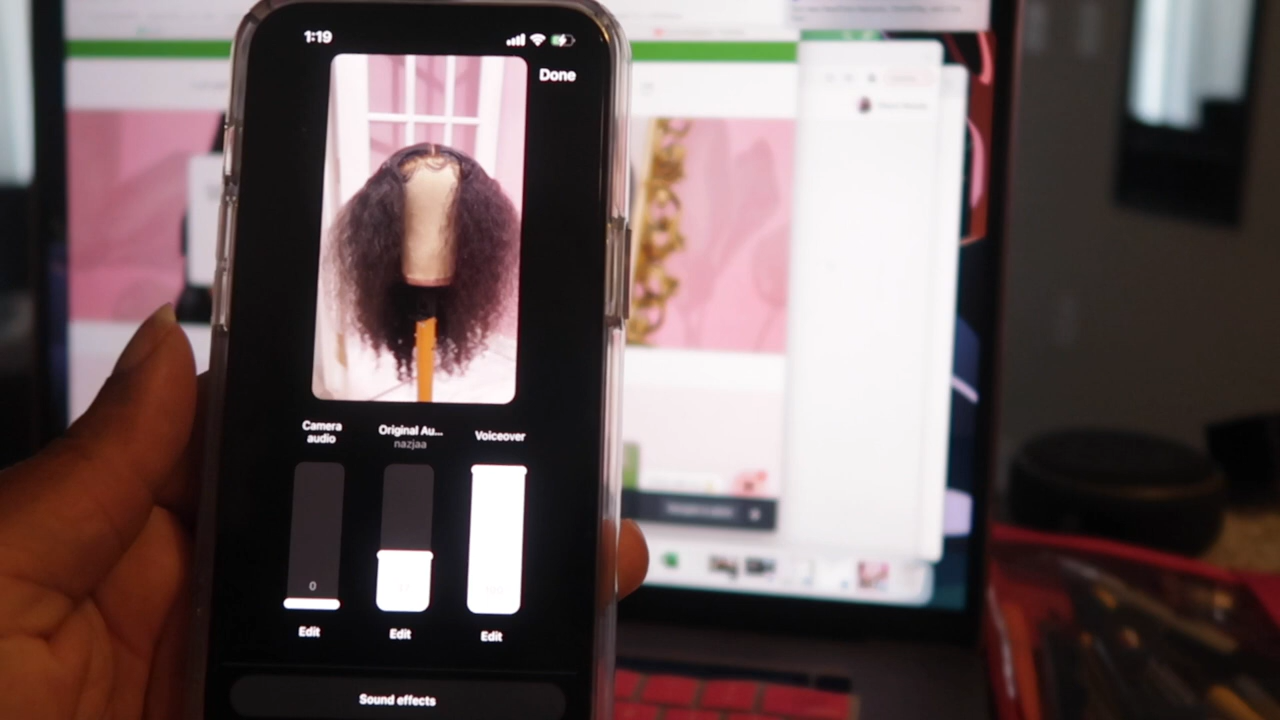 1:19
Done
Camera
audio
Original Au...
nazjaa
Voiceover
0
Edit
Edit
Edit
Sound effects